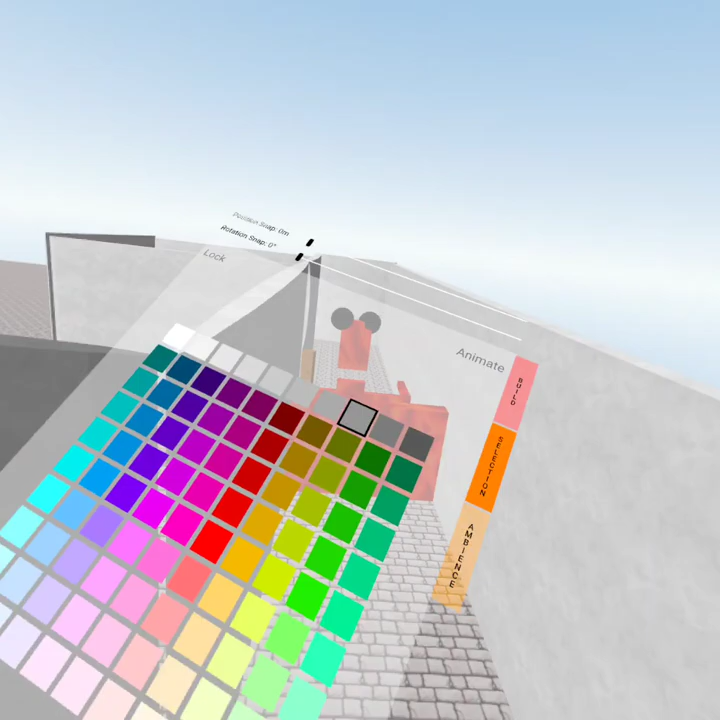 Position Snap: 0m
Rotation Snap: 0°
Lock
Animate
BUILD
SELECTION
AMBIENCE